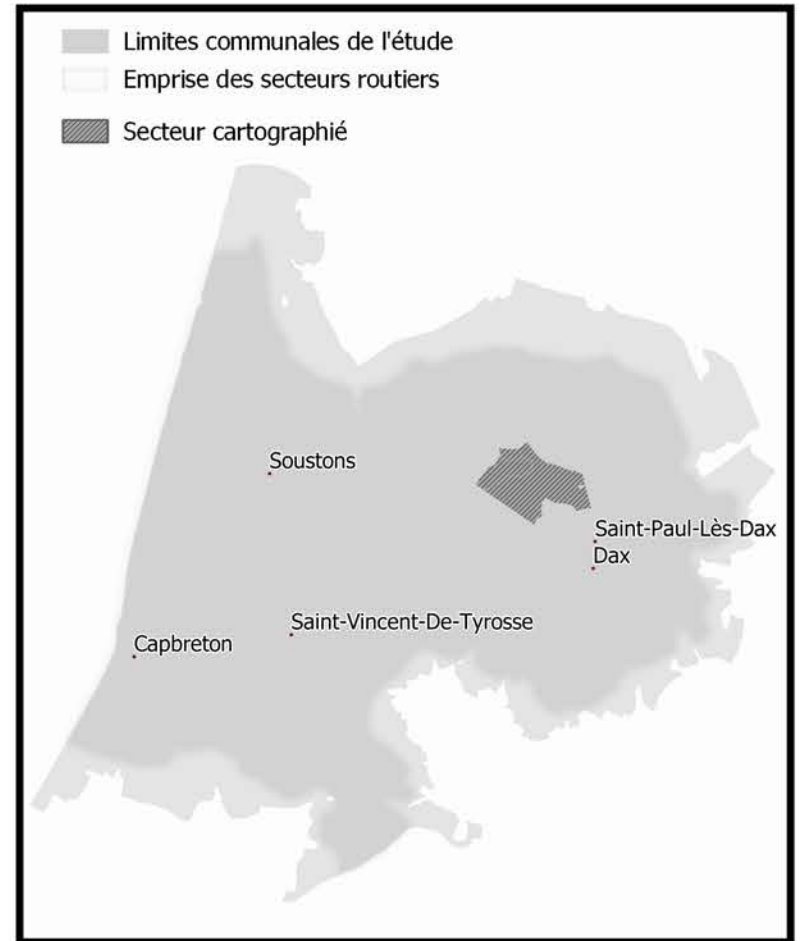 Limites communales de l'étude
Emprise des secteurs routiers
Secteur cartographié
Soustons
Saint-Paul-Lès-Dax
Dax
Saint-Vincent-De-Tyrosse
Capbreton